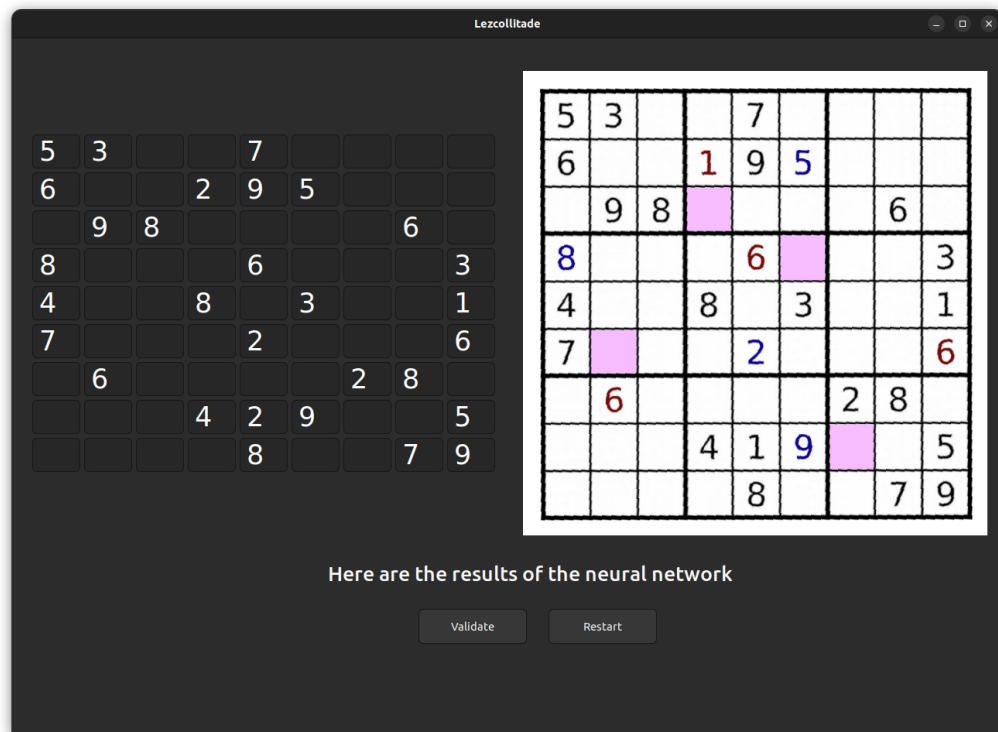 Lezcollitade
5 3 7
6 2 9 5
9 8 6
8 6 3
4 8 3 1
7 2 6
6 2 8
4 2 9 5
8 7 9
5 3 7
6 1 9 5
9 8 6
8 6 3
4 8 3 1
7 2 6
6 2 8
4 1 9 5
8 7 9
Here are the results of the neural network
Validate Restart